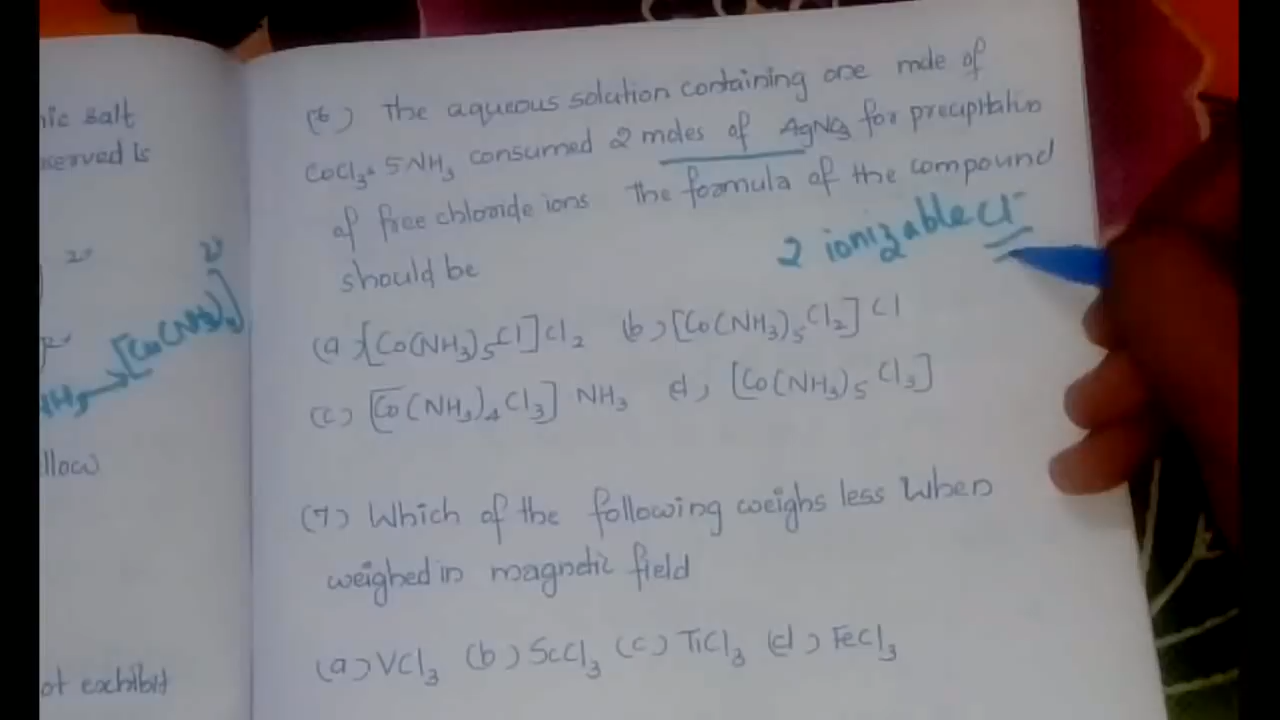 nic salt
served is
[Cu(NH3)
llow
ot exhibit
(6) The aqueous solution containing one mole of
CoCl3.5NH3 consumed 2 moles of AgNO3 for precipitation
of free chloride ions The formula of the compound
should be
2 ionizable Cl-
(a) [Co(NH3)5Cl]Cl2 (b) [Co(NH3)5Cl2]Cl
(c) [Co(NH3)4Cl3] NH3 d) [Co(NH3)5Cl3]
(7) Which of the following weighs less When
weighed in magnetic field
(a) VCl3 (b) ScCl3 (c) TiCl3 (d) FeCl3